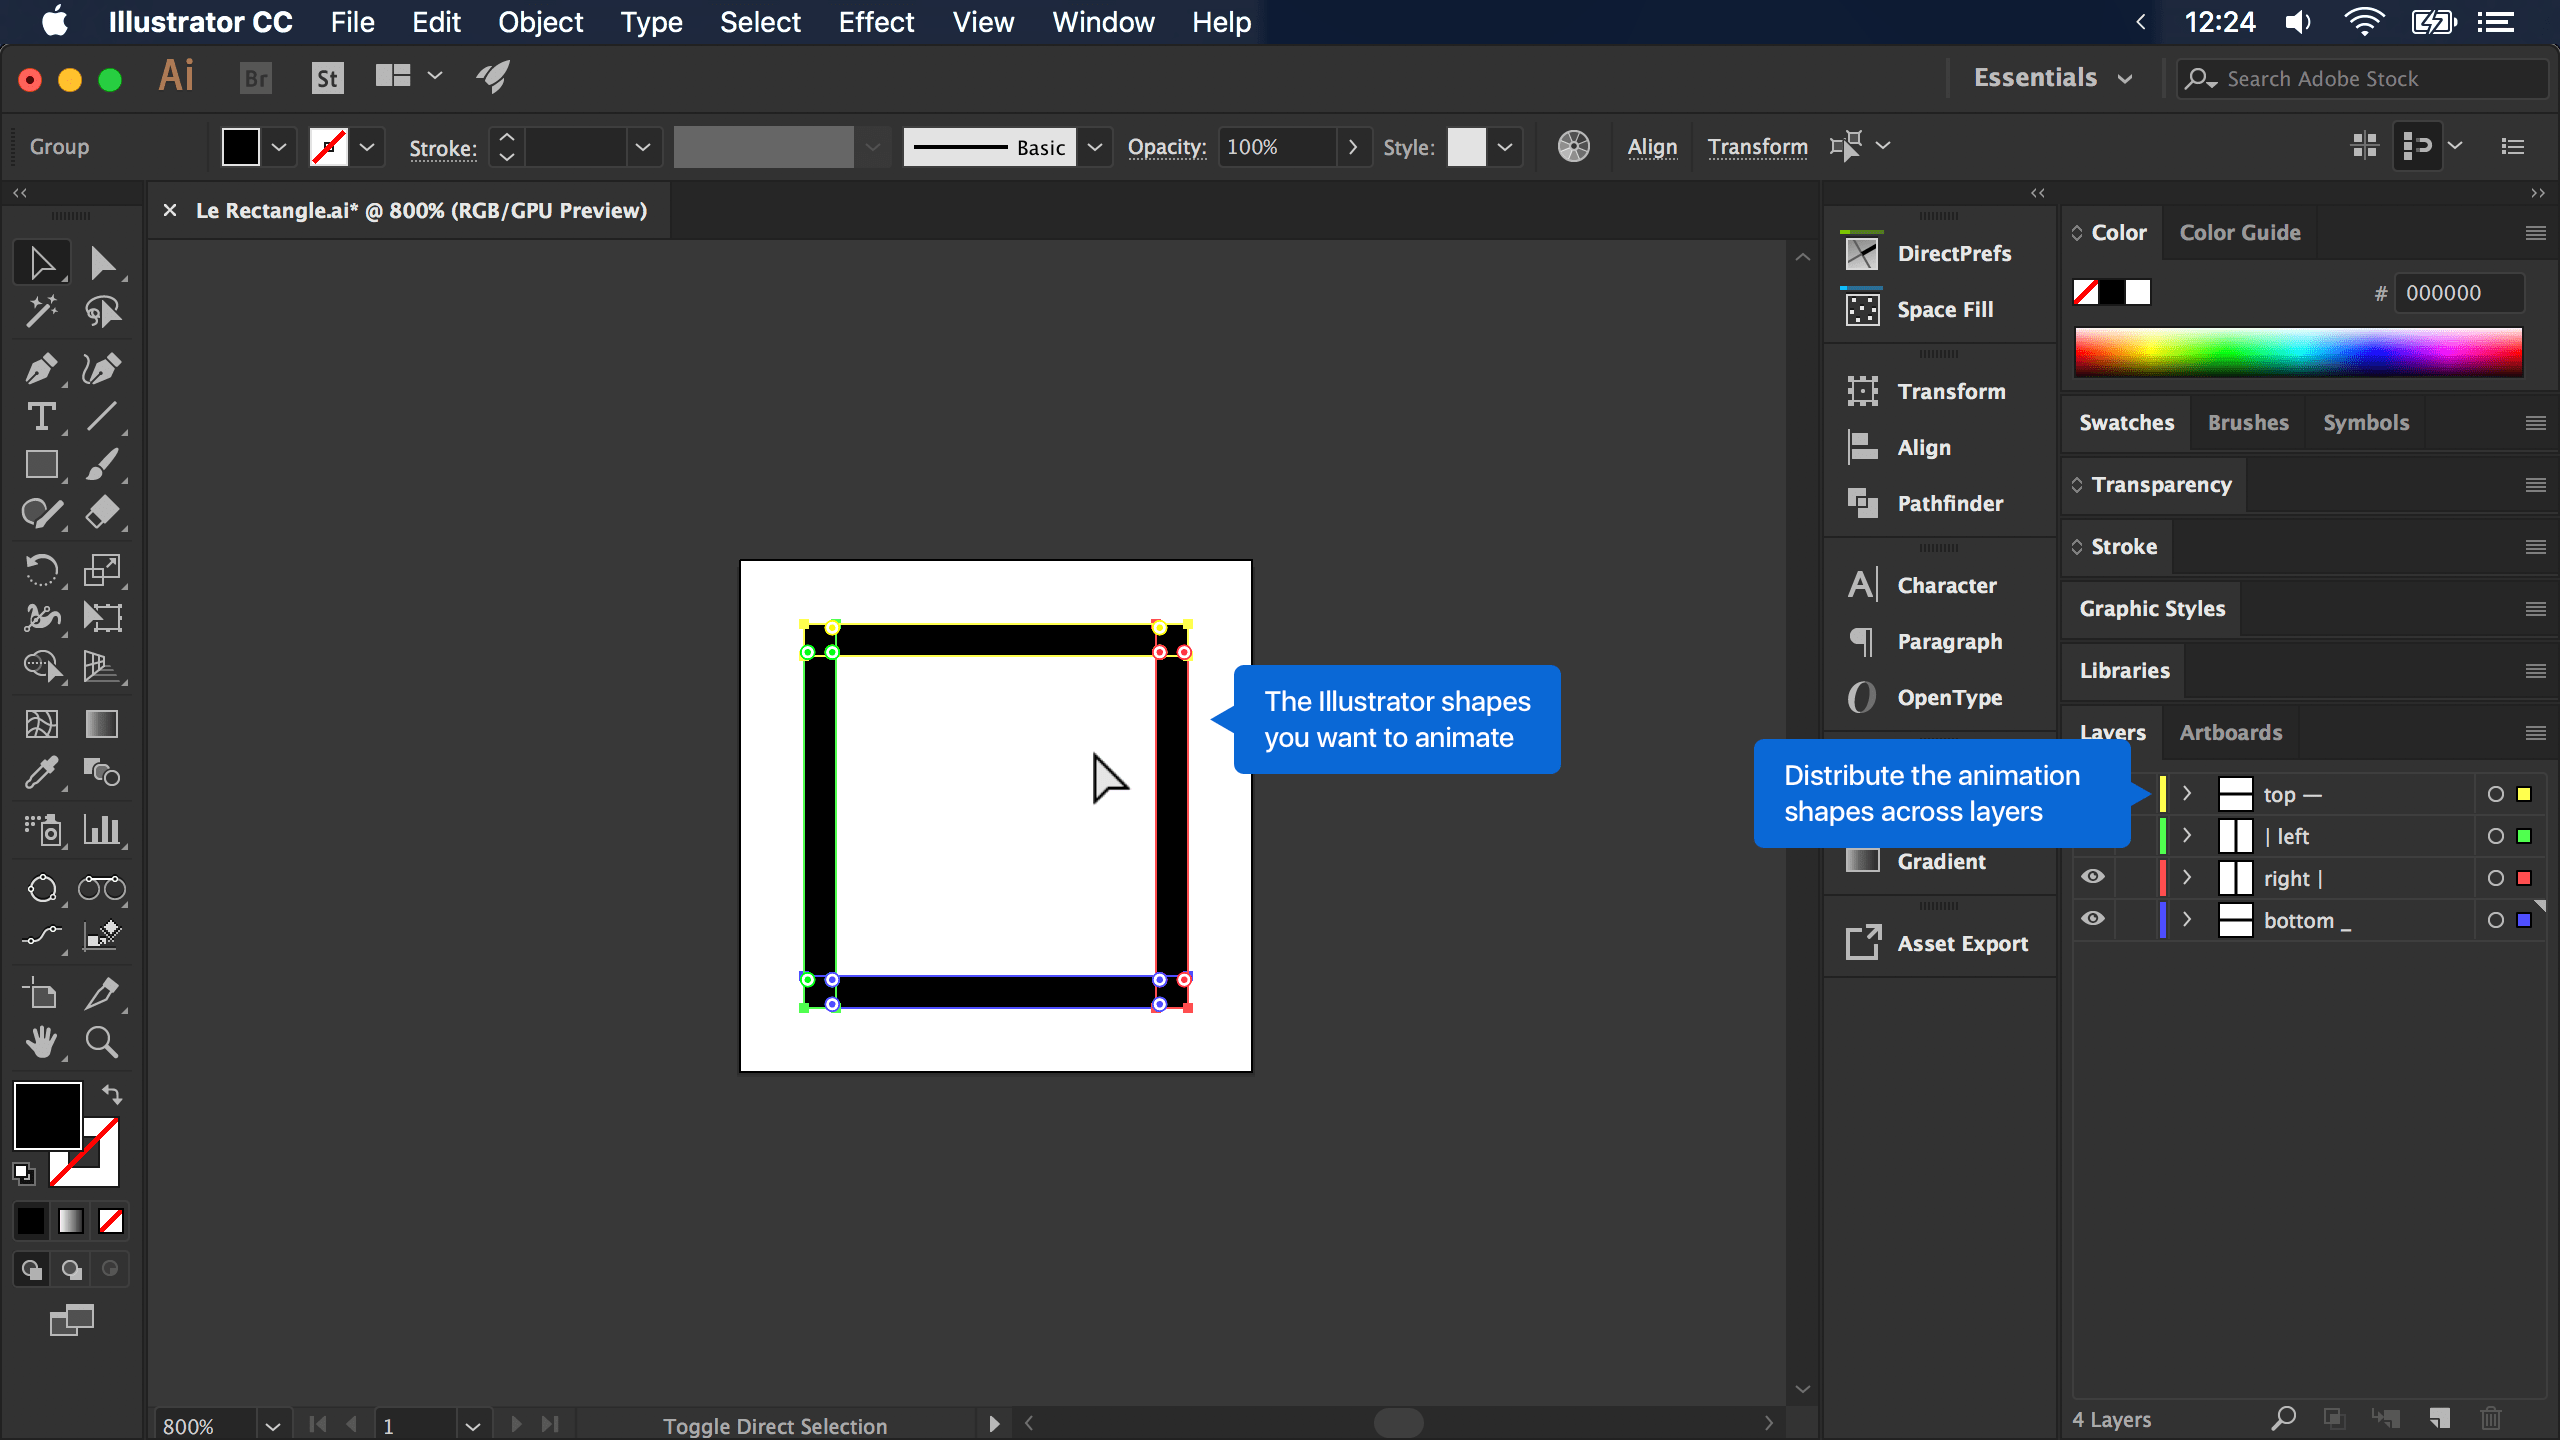 Illustrator CC File Edit Object Type Select Effect View Window Help 12:24
Ai Br St Essentials Search Adobe Stock
Group Stroke: Basic Opacity: 100% Style: Align Transform
× Le Rectangle.ai* @ 800% (RGB/GPU Preview)
DirectPrefs
Space Fill
Transform
Align
Pathfinder
Character
Paragraph
OpenType
Gradient
Asset Export
Color Color Guide
# 000000
Swatches Brushes Symbols
Transparency
Stroke
Graphic Styles
Libraries
Layers Artboards
The Illustrator shapes
you want to animate
Distribute the animation
shapes across layers
top —
| left
right |
bottom _
800% 1 Toggle Direct Selection
4 Layers